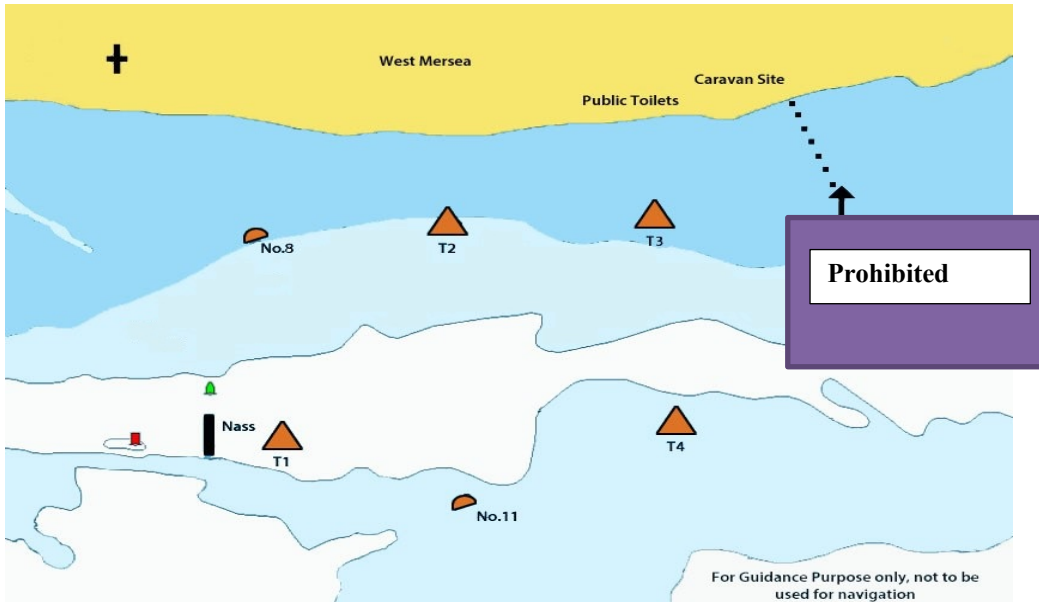 West Mersea
Caravan Site
Public Toilets
No.8
T2
T3
Prohibited
Nass
T1
T4
No.11
For Guidance Purpose only, not to be
used for navigation